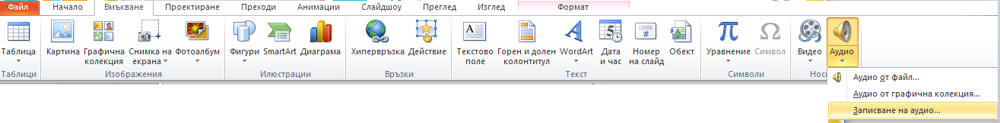 Файл Начало Вмъкване Проектиране Преходи Анимации Слайдшоу Преглед Изглед Формат
Таблица Картина Графична колекция Снимка на екрана Фотоалбум Фигури SmartArt Диаграма Хипервръзка Действие Текстово поле Горен и долен колонтитул WordArt Дата и час Номер на слайд Обект Уравнение Символ Видео Аудио
Таблици Изображения Илюстрации Връзки Текст Символи Нос
Аудио от файл...
Аудио от графична колекция...
Записване на аудио...